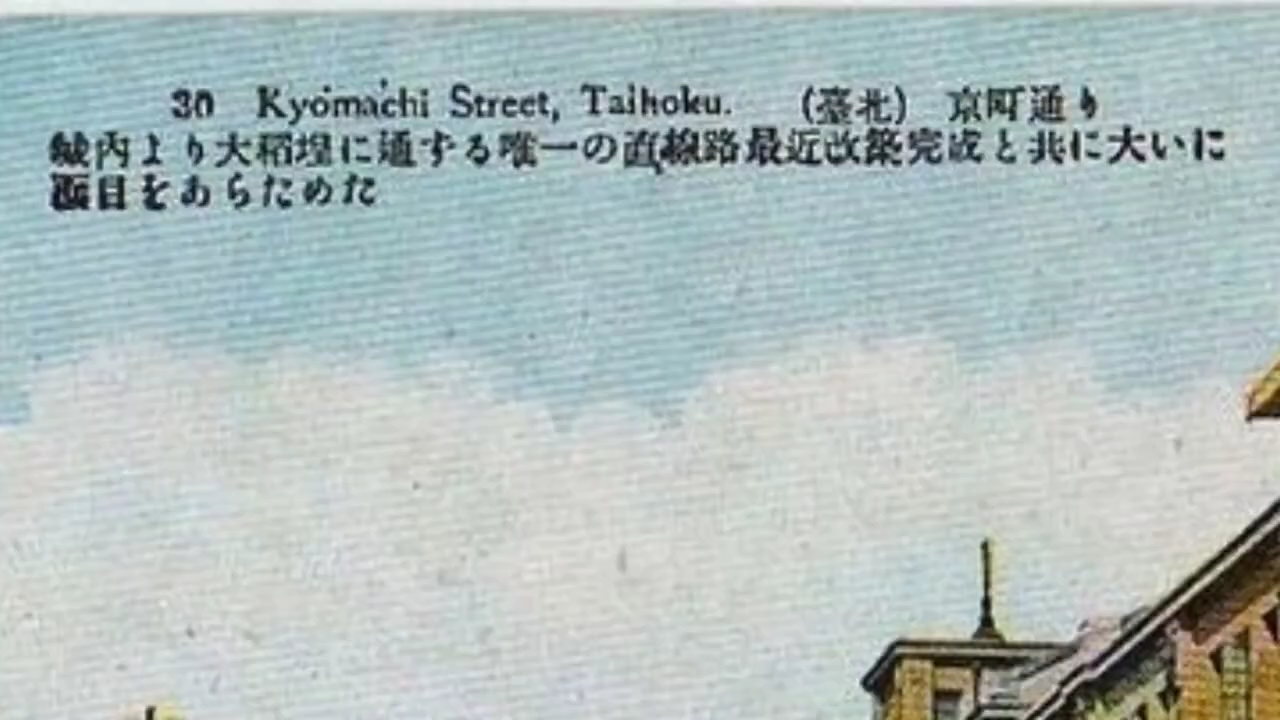 30 Kyomachi Street, Taihoku. (臺北) 京町通り
城内より大稻埕に通する唯一の直線路最近改築完成と共に大いに
面目をあらためた